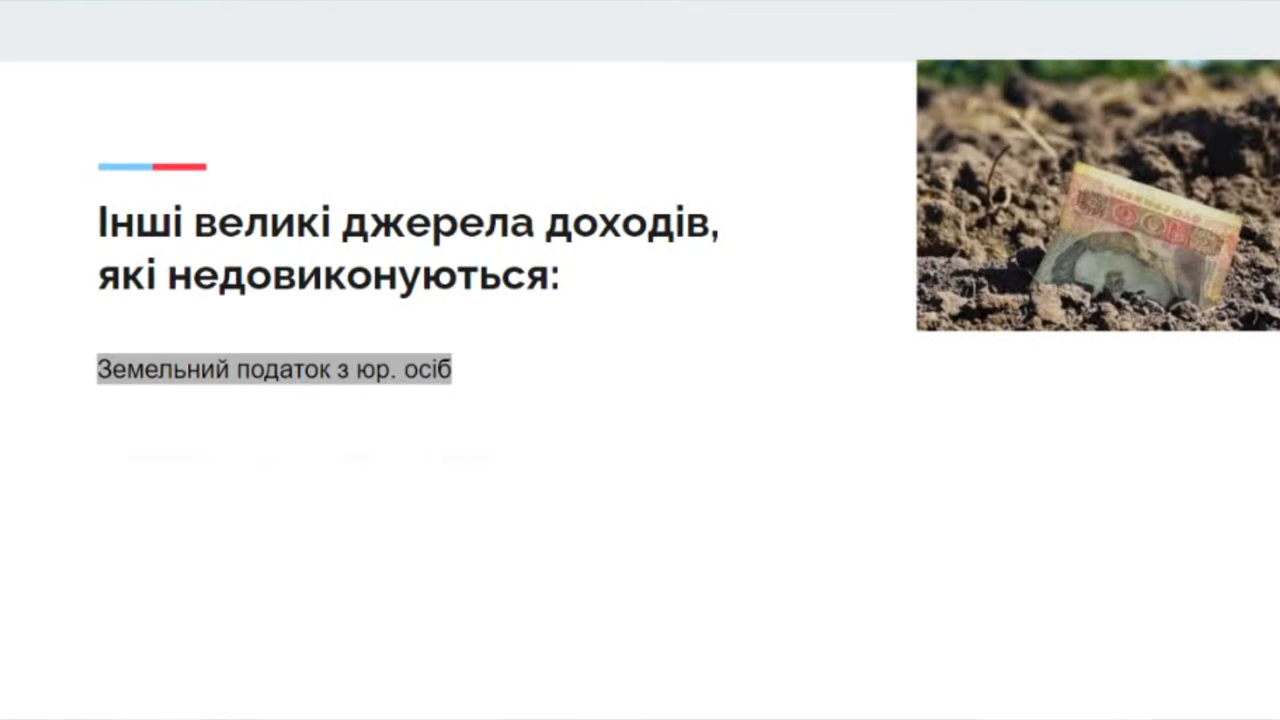 Інші великі джерела доходів,
які недовиконуються:
Земельний податок з юр. осіб